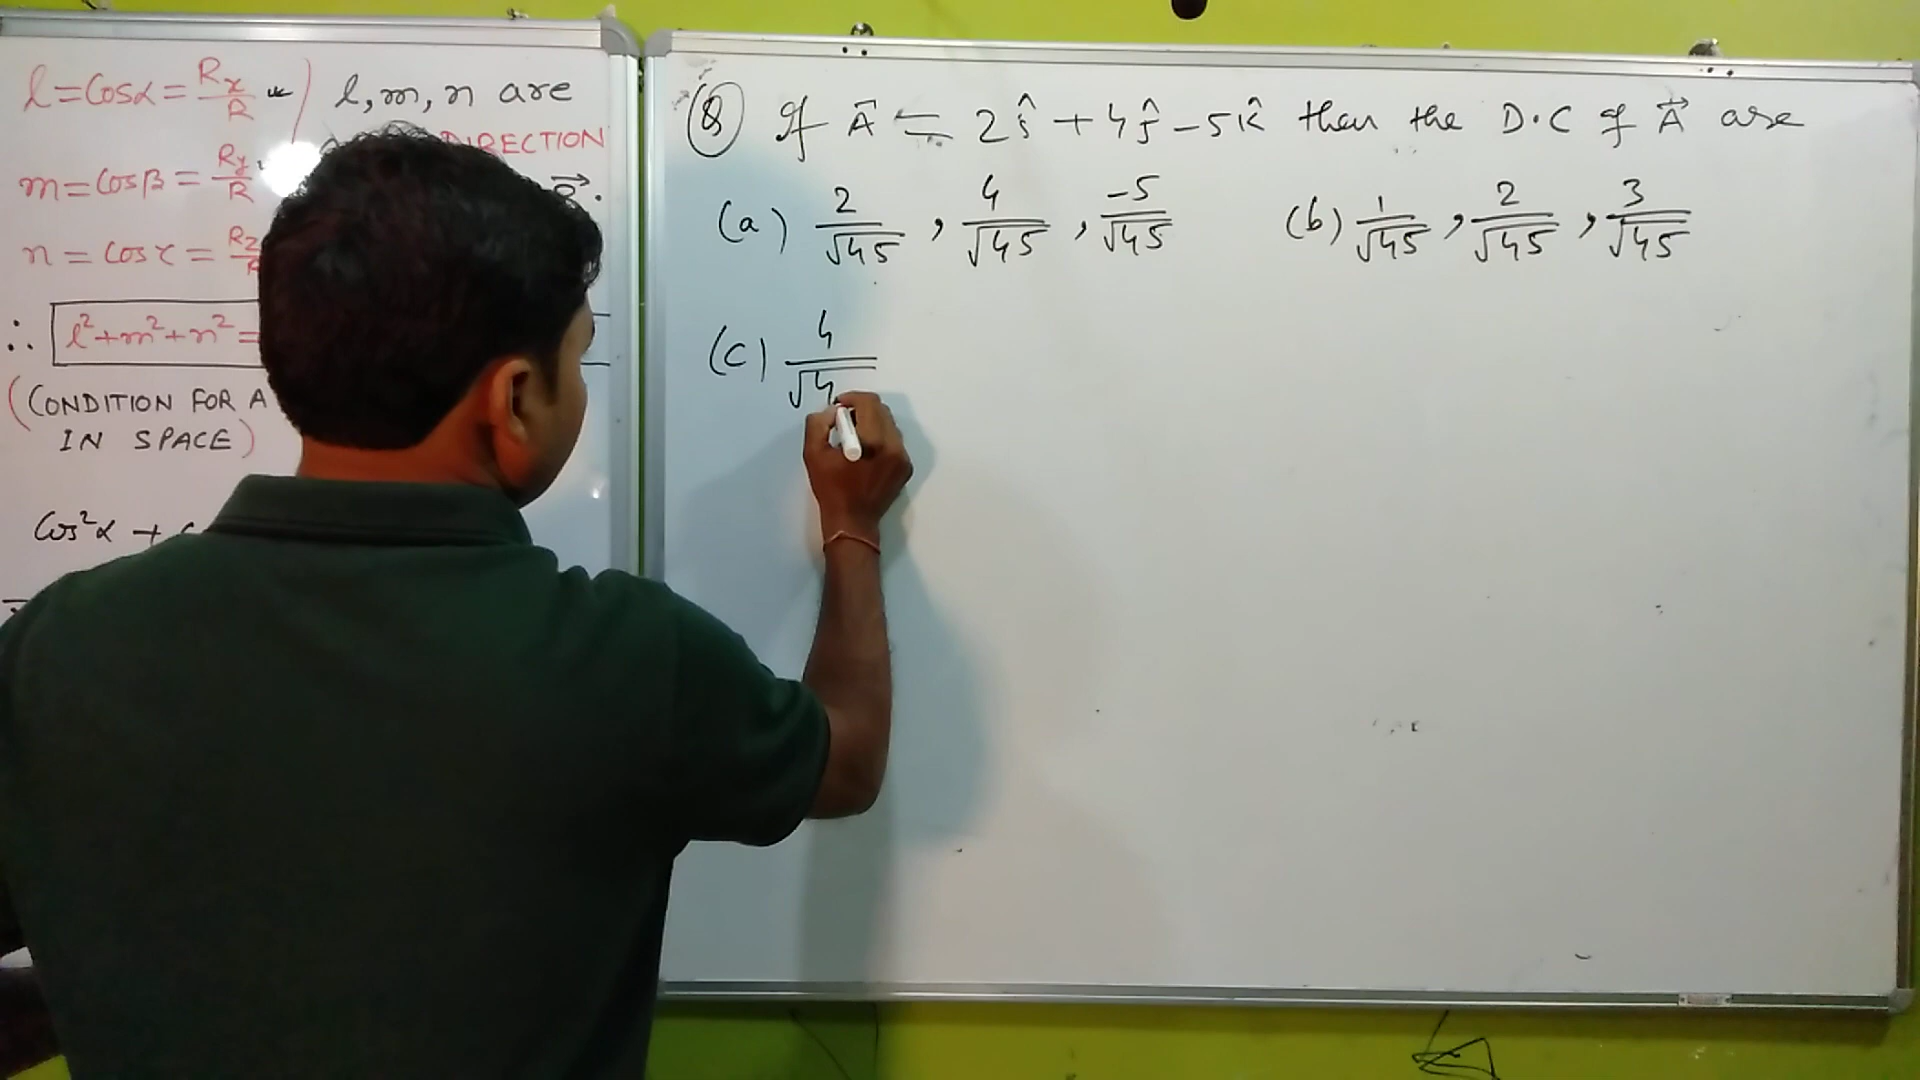 l=Cosα=Rx/R
m=Cosβ=Ry/R
n=Cosγ=Rz/R
l, m, n are
DIRECTION
∴ l²+m²+n²=
(CONDITION FOR A
IN SPACE)
Cos²α +
Q If A⃗ = 2î + 4ĵ - 5k̂ then the D.C of A⃗ are
(a) 2/√45, 4/√45, -5/√45 (b) 1/√45, 2/√45, 3/√45
(C) 4/√4